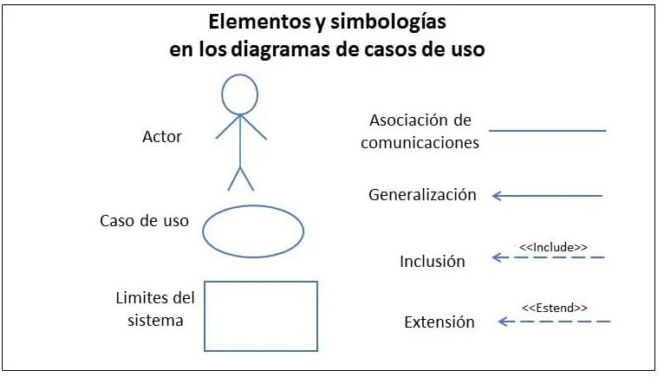 Elementos y simbologías
en los diagramas de casos de uso
Actor
Caso de uso
Limites del
sistema
Asociación de
comunicaciones
Generalización
<<Include>>
Inclusión
<<Estend>>
Extensión